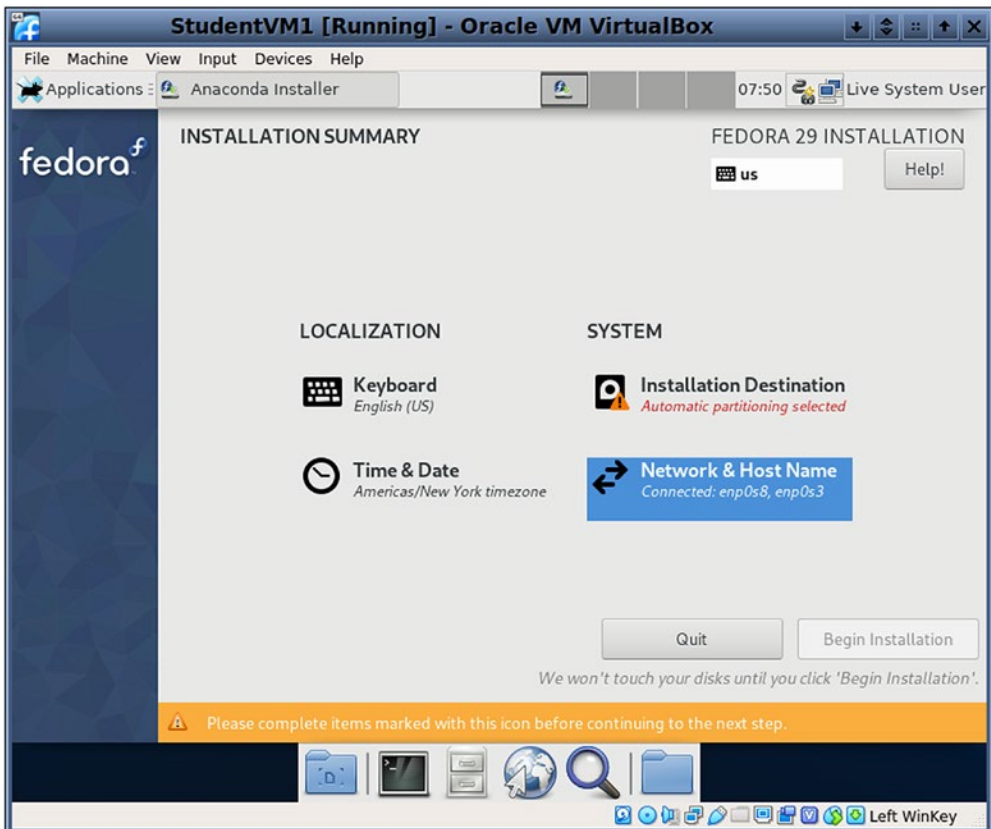 StudentVM1 [Running] - Oracle VM VirtualBox
File Machine View Input Devices Help
Applications Anaconda Installer 07:50 Live System User
fedora
INSTALLATION SUMMARY
FEDORA 29 INSTALLATION
us
Help!
LOCALIZATION
SYSTEM
Keyboard
English (US)
Installation Destination
Automatic partitioning selected
Time & Date
Americas/New York timezone
Network & Host Name
Connected: enp0s8, enp0s3
Quit
Begin Installation
We won't touch your disks until you click 'Begin Installation'.
Please complete items marked with this icon before continuing to the next step.
Left WinKey